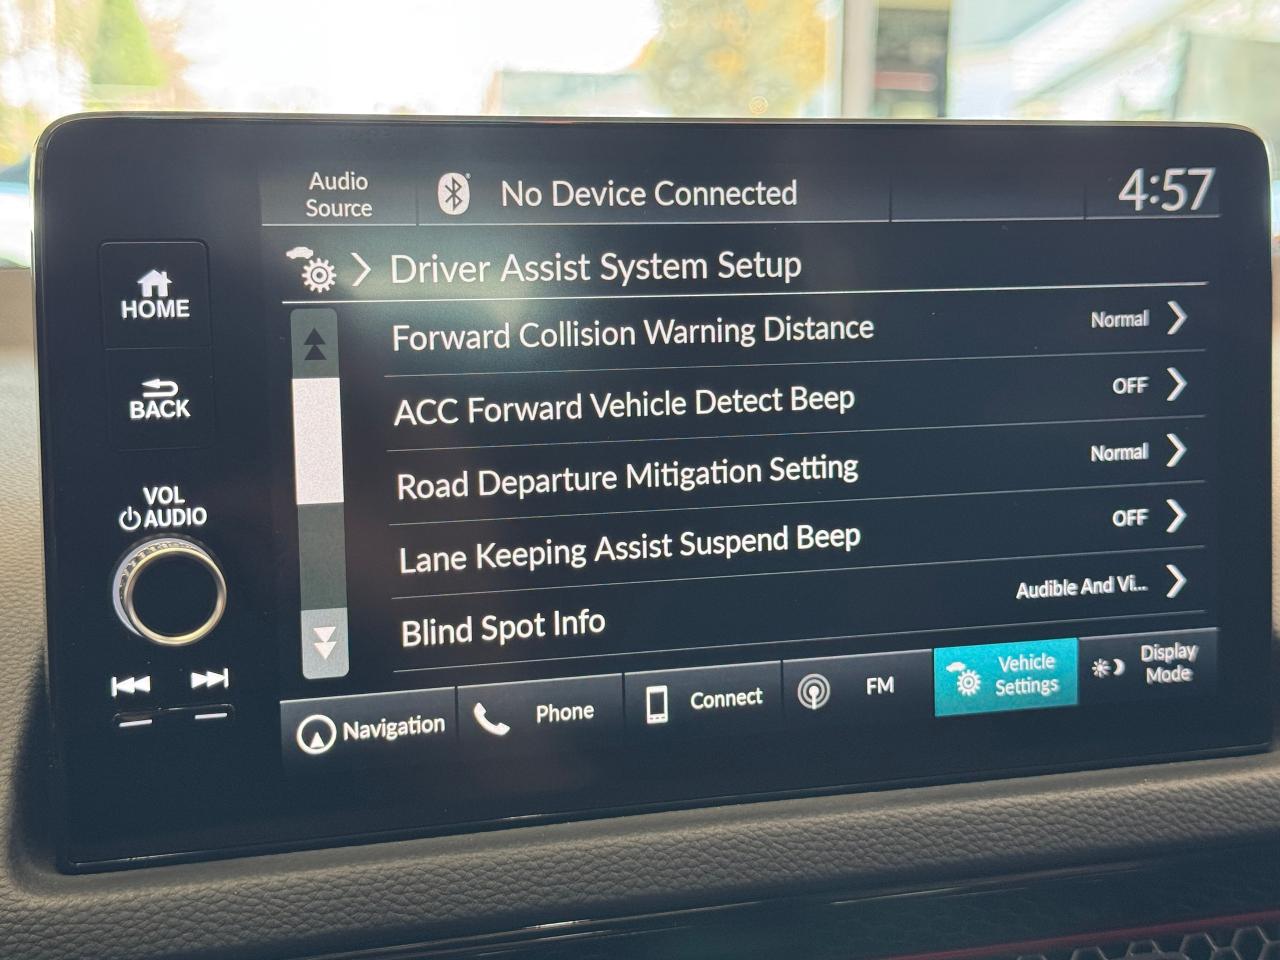 Audio
Source
No Device Connected
4:57
Driver Assist System Setup
HOME
BACK
VOL
AUDIO
Forward Collision Warning Distance
Normal
ACC Forward Vehicle Detect Beep
OFF
Road Departure Mitigation Setting
Normal
Lane Keeping Assist Suspend Beep
OFF
Blind Spot Info
Audible And Vi...
Navigation
Phone
Connect
FM
Vehicle
Settings
Display
Mode